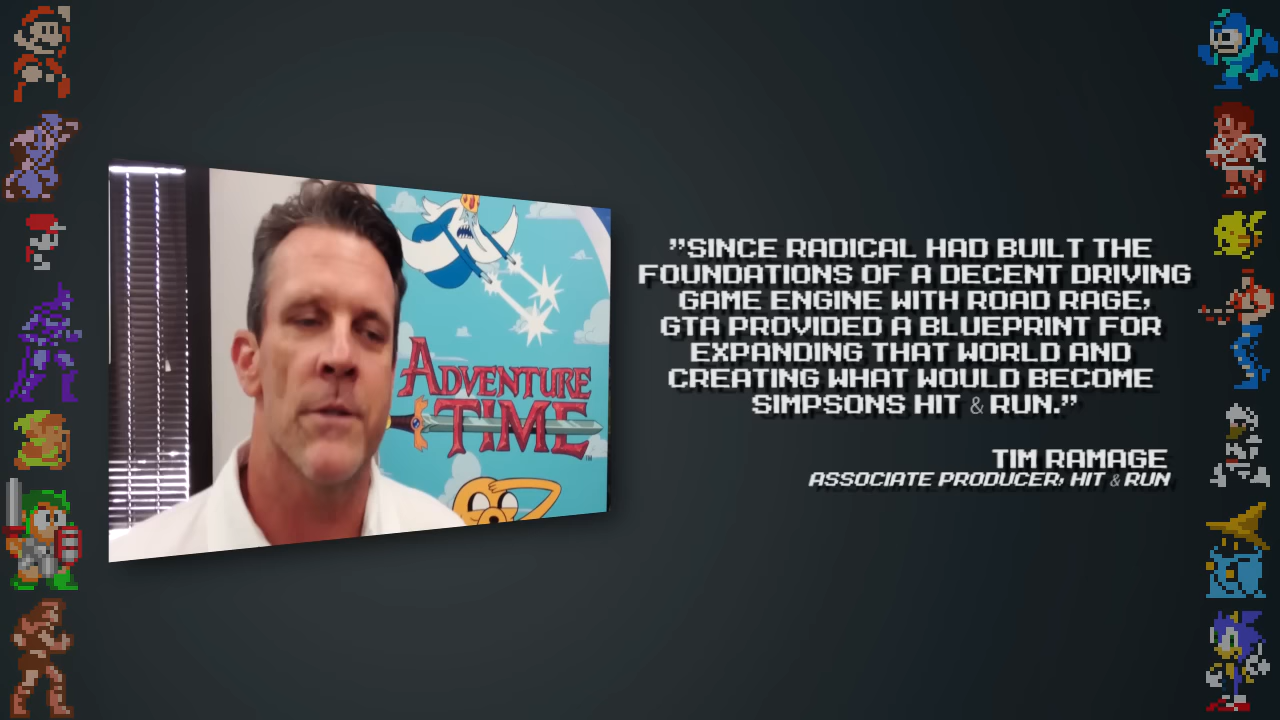 ADVENTURE
TIME
TM
"SINCE RADICAL HAD BUILT THE
FOUNDATIONS OF A DECENT DRIVING
GAME ENGINE WITH ROAD RAGE,
GTA PROVIDED A BLUEPRINT FOR
EXPANDING THAT WORLD AND
CREATING WHAT WOULD BECOME
SIMPSONS HIT & RUN."
TIM RAMAGE
ASSOCIATE PRODUCER, HIT & RUN